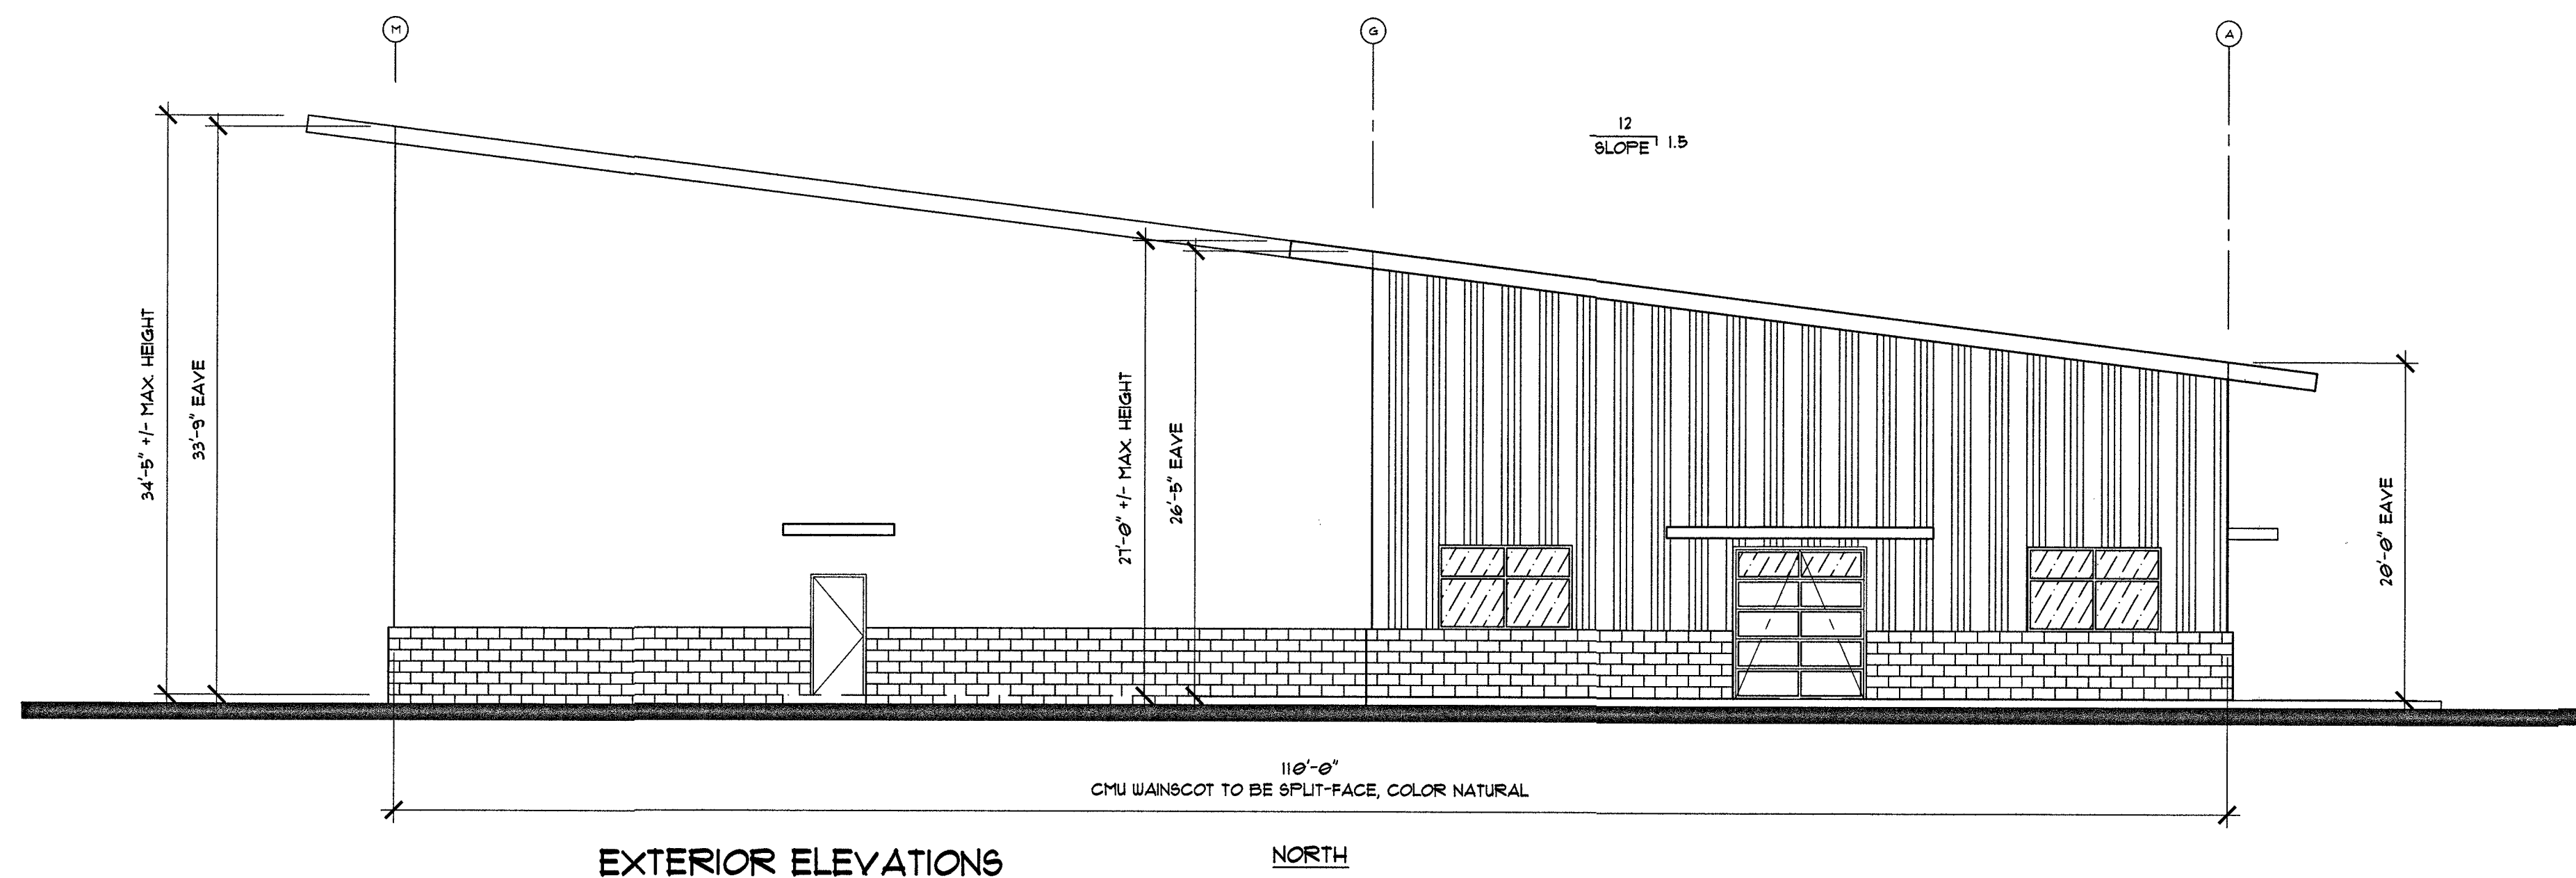 M
G
A
12
SLOPE 1.5
34'-5" +/- MAX. HEIGHT
33'-9" EAVE
27'-0" +/- MAX. HEIGHT
26'-5" EAVE
20'-0" EAVE
110'-0"
CMU WAINSCOT TO BE SPLIT-FACE, COLOR NATURAL
EXTERIOR ELEVATIONS
NORTH